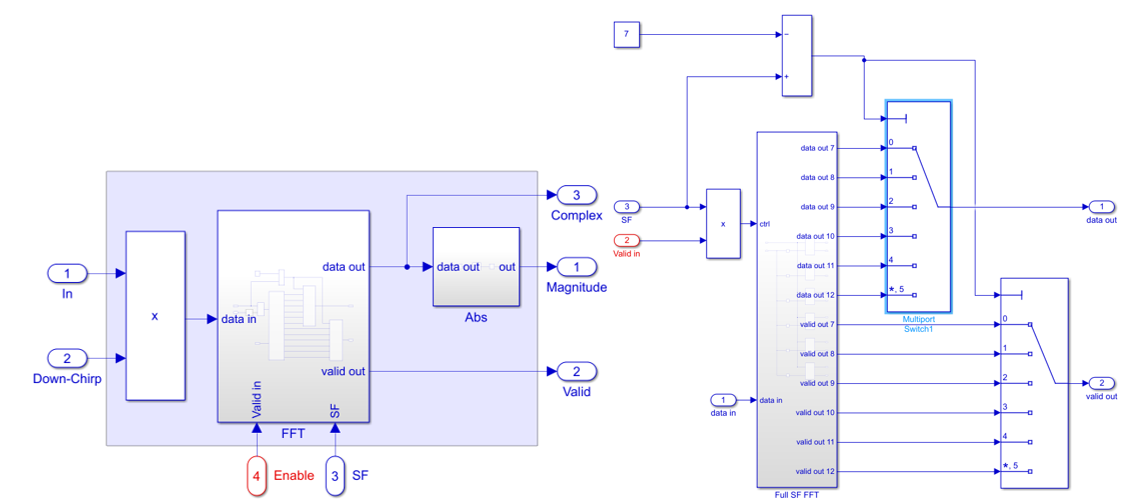 1
In
2
Down-Chirp
x
data in
data out
valid out
Valid in
SF
FFT
4
Enable
3
SF
data out
out
Abs
3
Complex
1
Magnitude
2
Valid
7
−
+
3
SF
2
Valid in
x
ctrl
data out 7
data out 8
data out 9
data out 10
data out 11
data out 12
valid out 7
valid out 8
valid out 9
valid out 10
valid out 11
valid out 12
1
data in
data in
Full SF FFT
0
1
2
3
4
*, 5
Multiport
Switch1
0
1
2
3
4
*, 5
1
data out
2
valid out